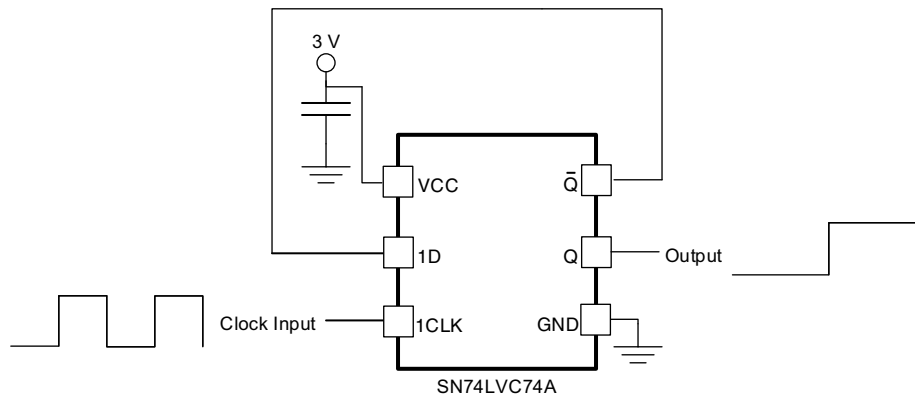 3 V
VCC
Q̅
1D
Q
Output
Clock Input
1CLK
GND
SN74LVC74A